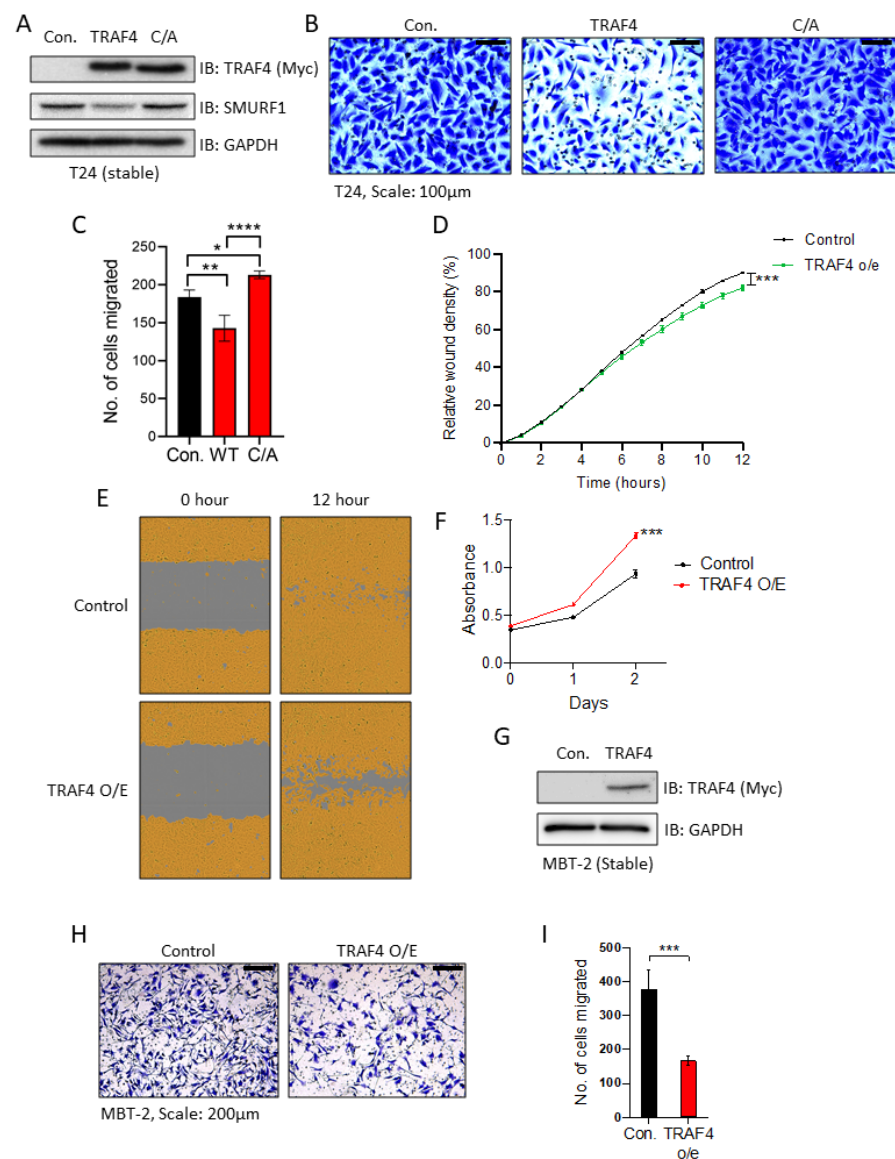 A
Con. TRAF4 C/A
IB: TRAF4 (Myc)
IB: SMURF1
IB: GAPDH
T24 (stable)
B
Con. TRAF4 C/A
T24, Scale: 100μm
C
No. of cells migrated
250
200
150
100
50
0
****
*
**
Con. WT C/A
D
Relative wound density (%)
100
80
60
40
20
0
0 2 4 6 8 10 12
Time (hours)
Control
TRAF4 o/e
***
E
0 hour 12 hour
Control
TRAF4 O/E
F
Absorbance
1.5
1.0
0.5
0.0
0 1 2
Days
***
Control
TRAF4 O/E
G
Con. TRAF4
IB: TRAF4 (Myc)
IB: GAPDH
MBT-2 (Stable)
H
Control TRAF4 O/E
MBT-2, Scale: 200μm
I
No. of cells migrated
500
400
300
200
100
0
***
Con. TRAF4
o/e